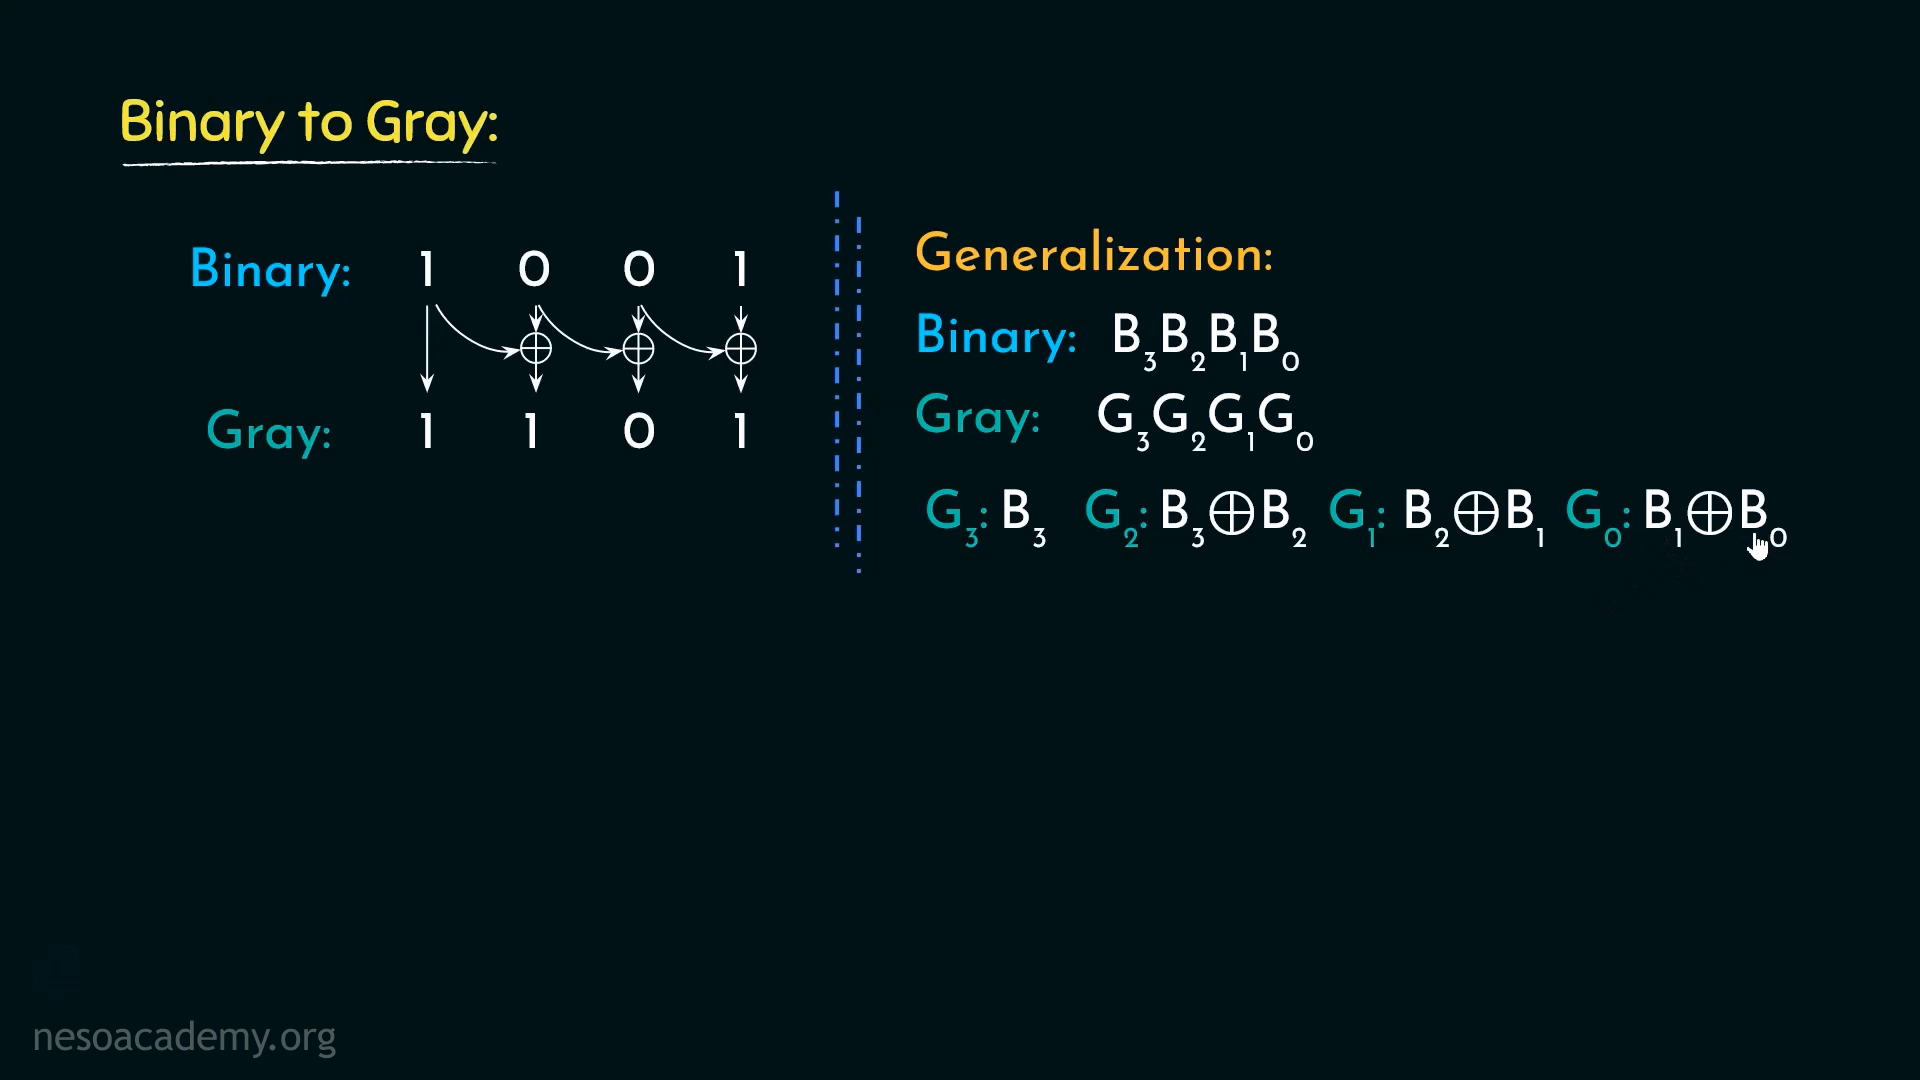 Binary to Gray:
Binary: 1 0 0 1
Gray: 1 1 0 1
Generalization:
Binary: B₃B₂B₁B₀
Gray: G₃G₂G₁G₀
G₃: B₃ G₂: B₃⊕B₂ G₁: B₂⊕B₁ G₀: B₁⊕B₀
nesoacademy.org